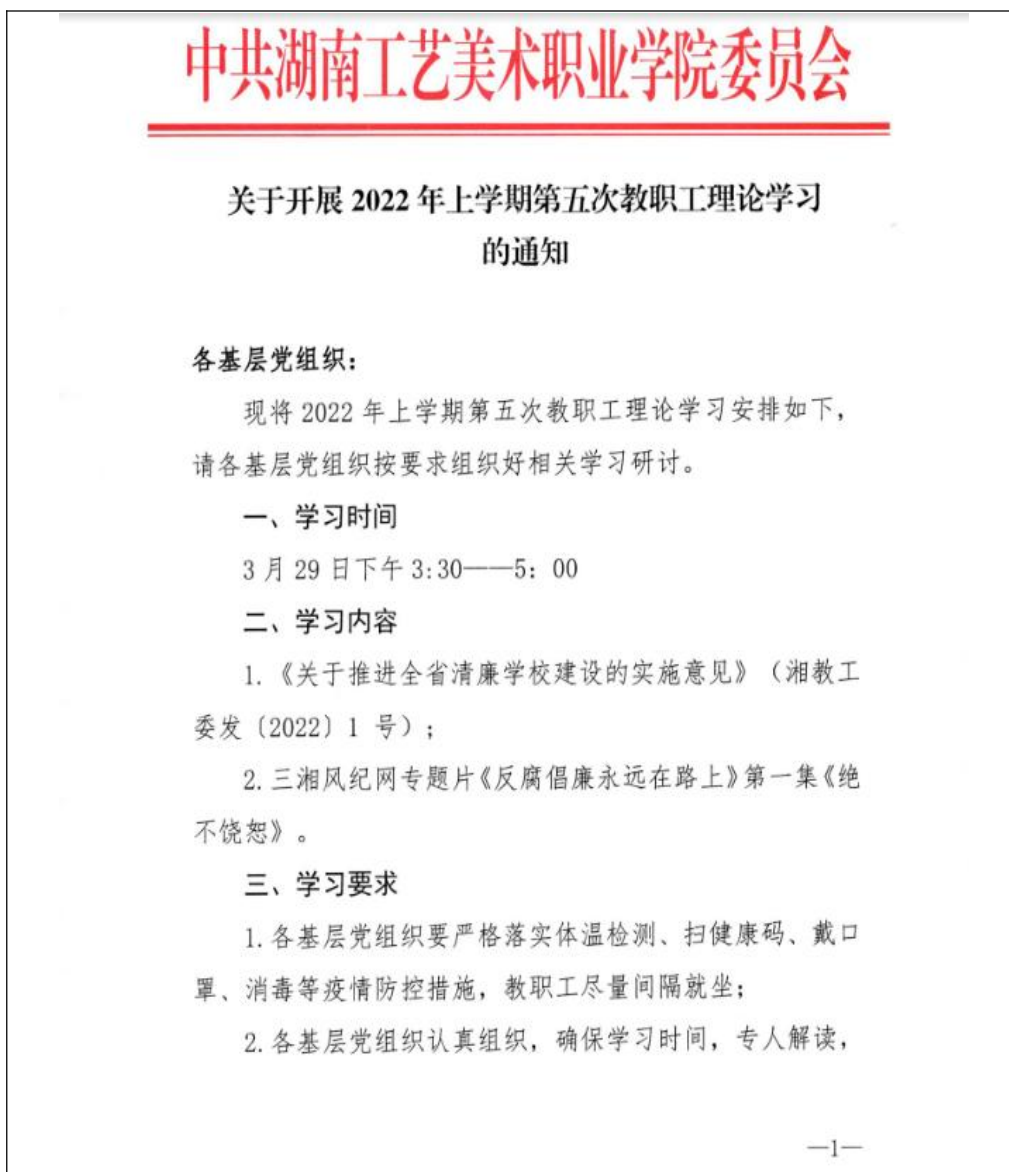 中共湖南工艺美术职业学院委员会
关于开展 2022 年上学期第五次教职工理论学习
的通知
各基层党组织：
现将 2022 年上学期第五次教职工理论学习安排如下，
请各基层党组织按要求组织好相关学习研讨。
一、学习时间
3 月 29 日下午 3:30——5：00
二、学习内容
1.《关于推进全省清廉学校建设的实施意见》（湘教工
委发〔2022〕1 号）；
2.三湘风纪网专题片《反腐倡廉永远在路上》第一集《绝
不饶恕》。
三、学习要求
1.各基层党组织要严格落实体温检测、扫健康码、戴口
罩、消毒等疫情防控措施，教职工尽量间隔就坐；
2.各基层党组织认真组织，确保学习时间，专人解读，
—1—